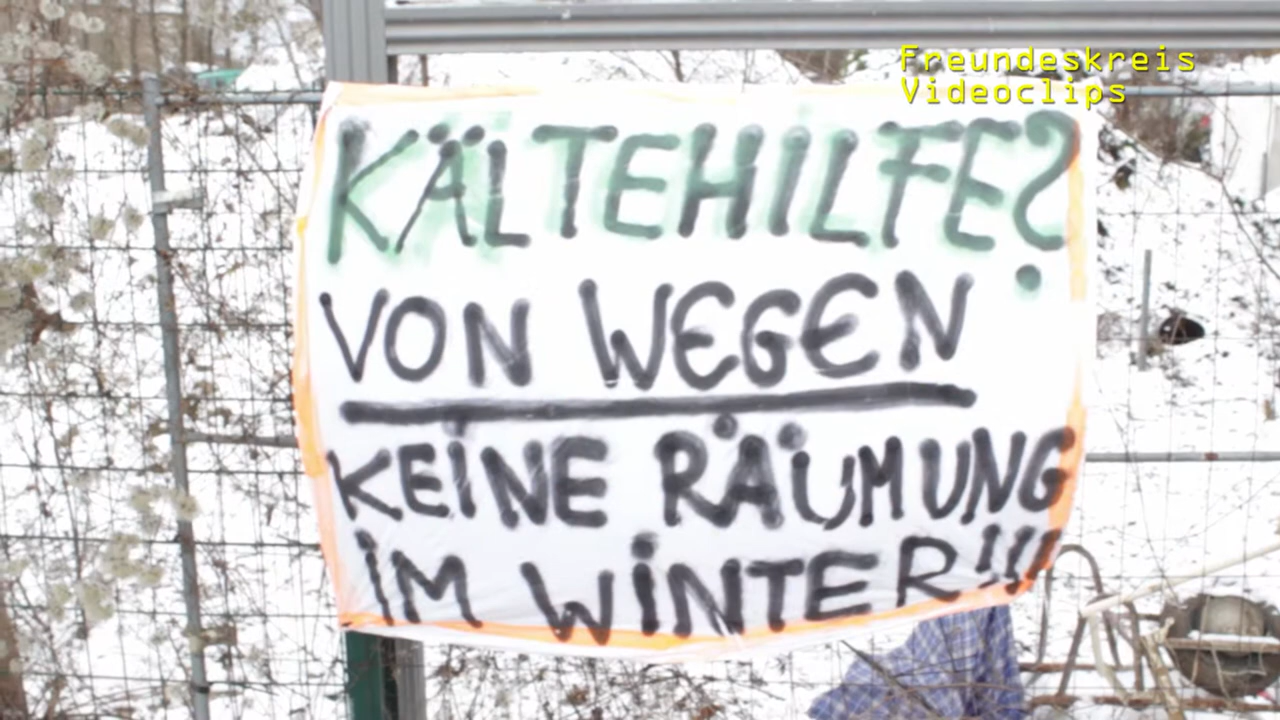 Freundeskreis
Videoclips
KÄLTEHILFE?
VON WEGEN
KEINE RÄUMUNG
IM WINTER!!!